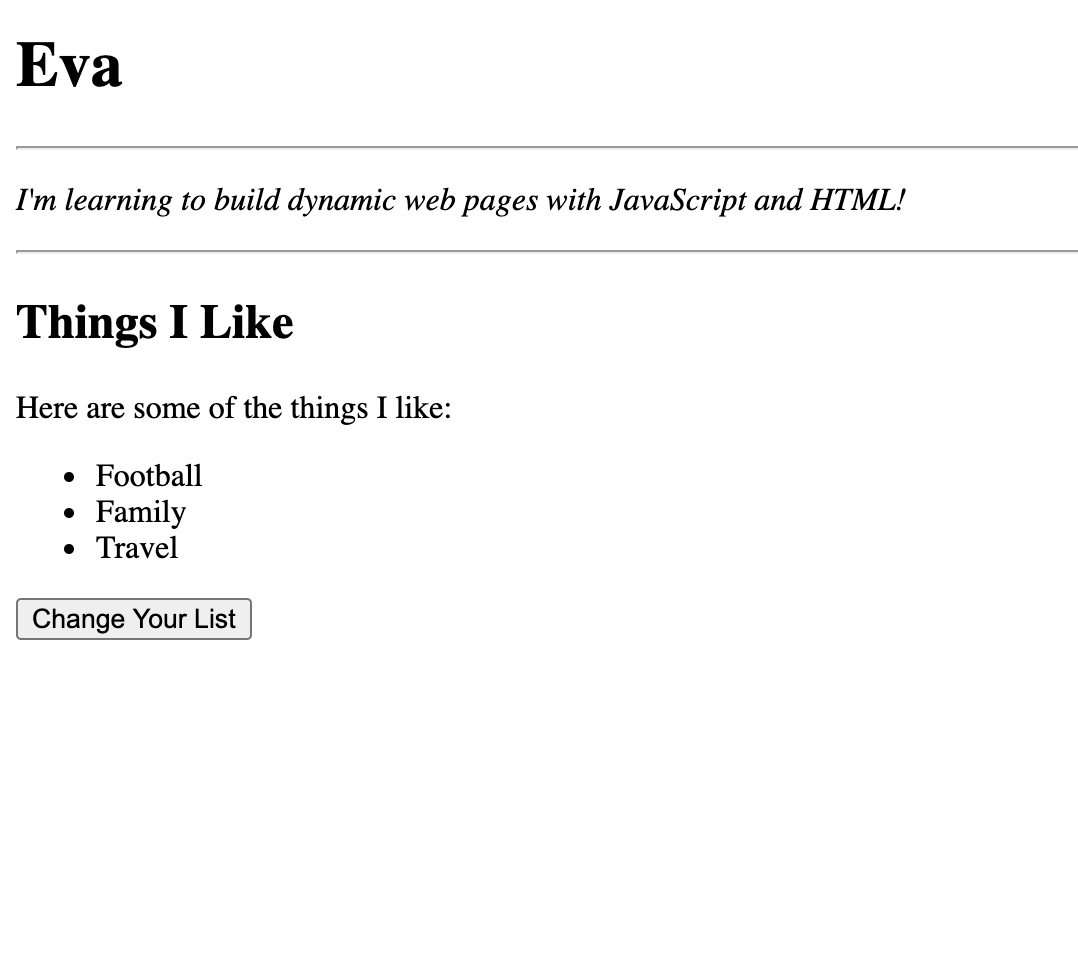 Eva
I'm learning to build dynamic web pages with JavaScript and HTML!
Things I Like
Here are some of the things I like:
Football
Family
Travel
Change Your List